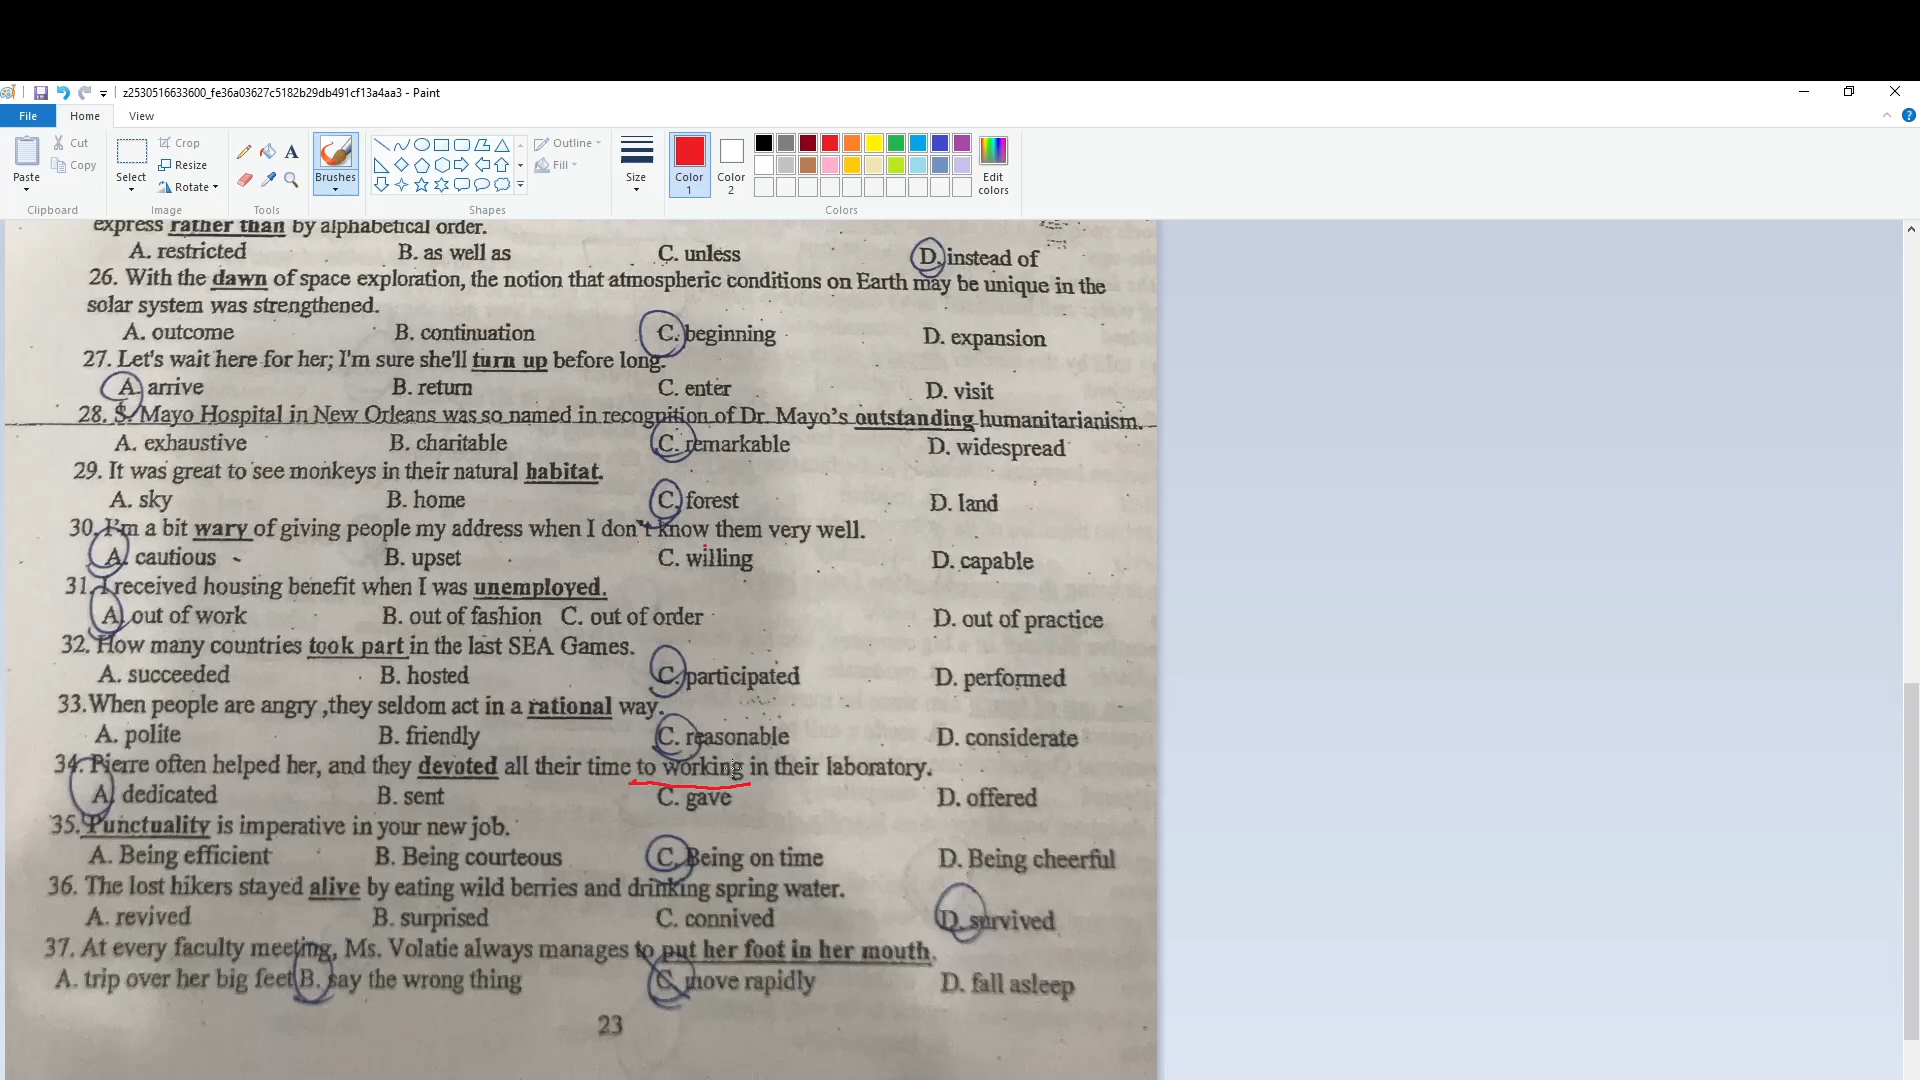 z2530516633600_fe36a03627c5182b29db491cf13a4aa3 - Paint
File Home View
Cut
Copy
Paste
Clipboard
Select
Crop
Resize
Rotate
Image
A
Tools
Brushes
Outline
Fill
Shapes
Size
Color 1
Color 2
Edit colors
Colors
express rather than by alphabetical order.
A. restricted B. as well as C. unless D. instead of
26. With the dawn of space exploration, the notion that atmospheric conditions on Earth may be unique in the
solar system was strengthened.
A. outcome B. continuation C. beginning D. expansion
27. Let's wait here for her; I'm sure she'll turn up before long.
A. arrive B. return C. enter D. visit
28. S. Mayo Hospital in New Orleans was so named in recognition of Dr. Mayo's outstanding humanitarianism.
A. exhaustive B. charitable C. remarkable D. widespread
29. It was great to see monkeys in their natural habitat.
A. sky B. home C. forest D. land
30. I'm a bit wary of giving people my address when I don't know them very well.
A. cautious B. upset C. willing D. capable
31. I received housing benefit when I was unemployed.
A. out of work B. out of fashion C. out of order D. out of practice
32. How many countries took part in the last SEA Games.
A. succeeded B. hosted C. participated D. performed
33.When people are angry ,they seldom act in a rational way.
A. polite B. friendly C. reasonable D. considerate
34. Pierre often helped her, and they devoted all their time to working in their laboratory.
A. dedicated B. sent C. gave D. offered
35. Punctuality is imperative in your new job.
A. Being efficient B. Being courteous C. Being on time D. Being cheerful
36. The lost hikers stayed alive by eating wild berries and drinking spring water.
A. revived B. surprised C. connived D. survived
37. At every faculty meeting, Ms. Volatie always manages to put her foot in her mouth.
A. trip over her big feet B. say the wrong thing C. move rapidly D. fall asleep
23